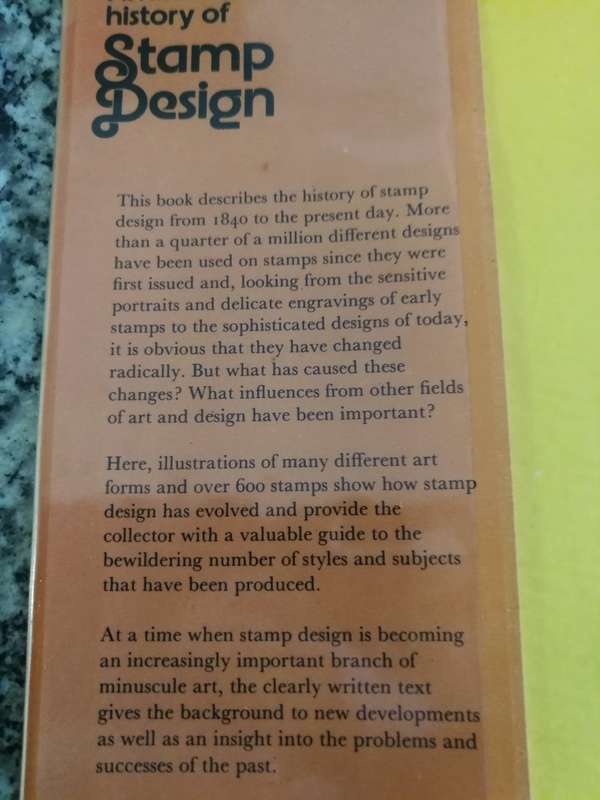 history of
Stamp
Design
This book describes the history of stamp
design from 1840 to the present day. More
than a quarter of a million different designs
have been used on stamps since they were
first issued and, looking from the sensitive
portraits and delicate engravings of early
stamps to the sophisticated designs of today,
it is obvious that they have changed
radically. But what has caused these
changes? What influences from other fields
of art and design have been important?
Here, illustrations of many different art
forms and over 600 stamps show how stamp
design has evolved and provide the
collector with a valuable guide to the
bewildering number of styles and subjects
that have been produced.
At a time when stamp design is becoming
an increasingly important branch of
minuscule art, the clearly written text
gives the background to new developments
as well as an insight into the problems and
successes of the past.